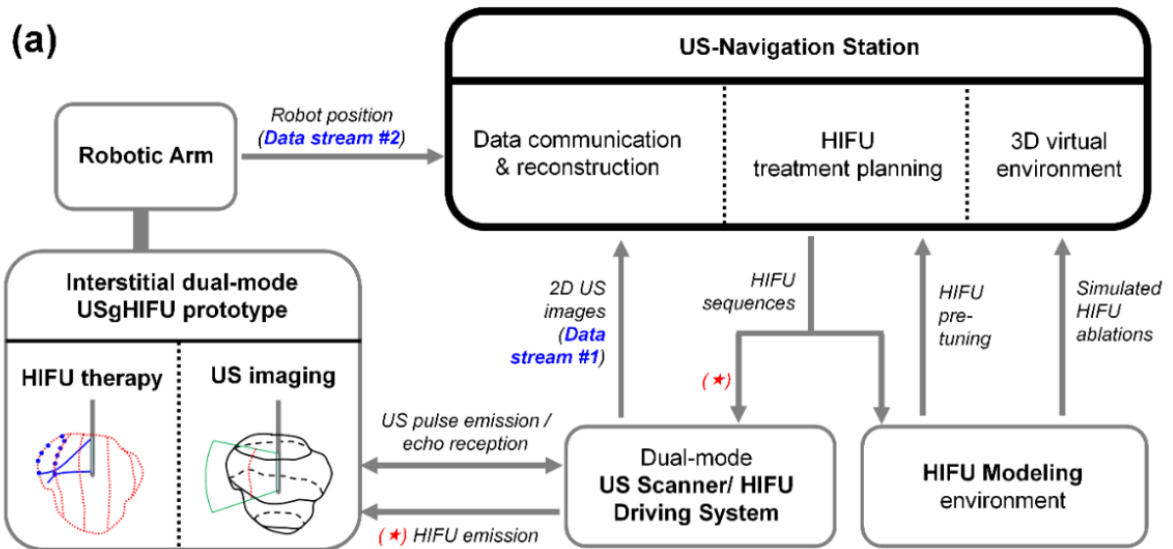 (a)
US-Navigation Station
Data communication
& reconstruction
HIFU
treatment planning
3D virtual
environment
Robot position
(Data stream #2)
Robotic Arm
Interstitial dual-mode
USgHIFU prototype
HIFU therapy
US imaging
2D US
images
(Data
stream #1)
HIFU
sequences
(★)
HIFU
pre-
tuning
Simulated
HIFU
ablations
US pulse emission /
echo reception
(★) HIFU emission
Dual-mode
US Scanner/ HIFU
Driving System
HIFU Modeling
environment